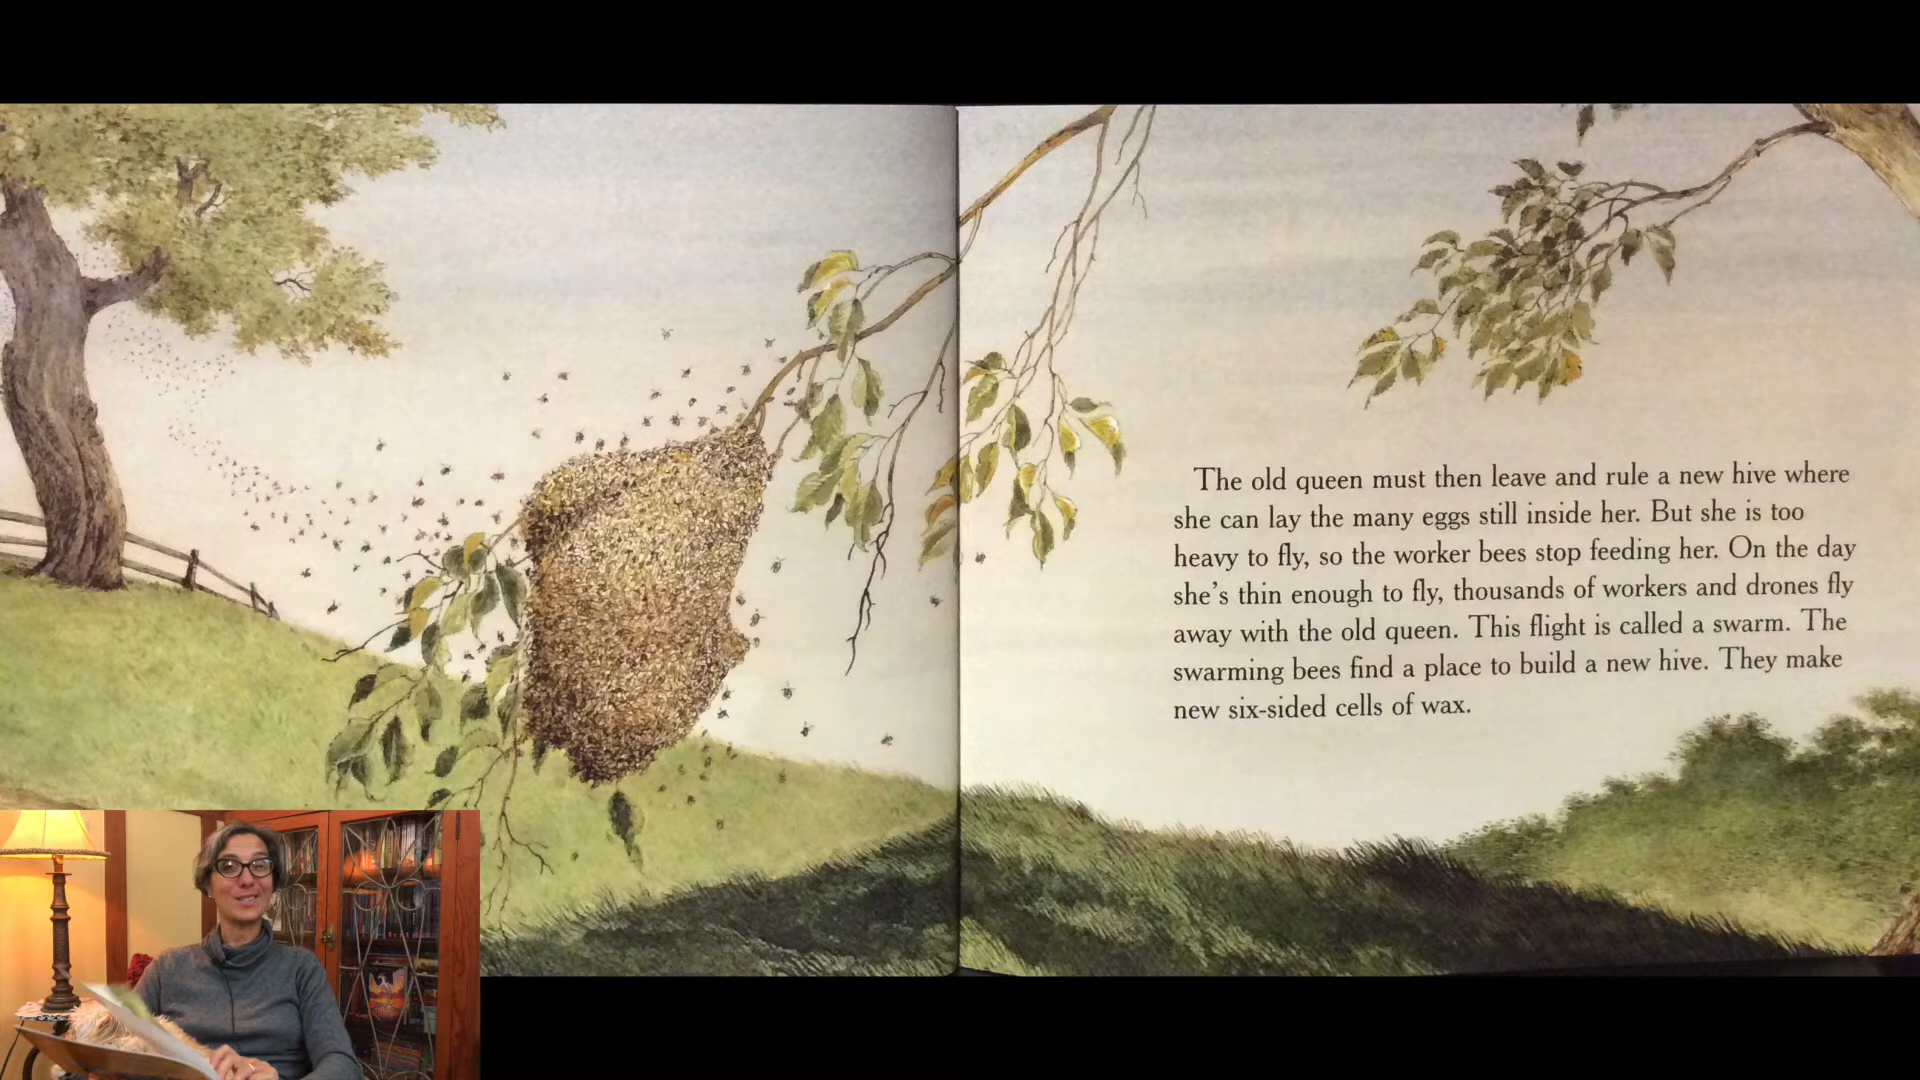 The old queen must then leave and rule a new hive where
she can lay the many eggs still inside her. But she is too
heavy to fly, so the worker bees stop feeding her. On the day
she's thin enough to fly, thousands of workers and drones fly
away with the old queen. This flight is called a swarm. The
swarming bees find a place to build a new hive. They make
new six-sided cells of wax.